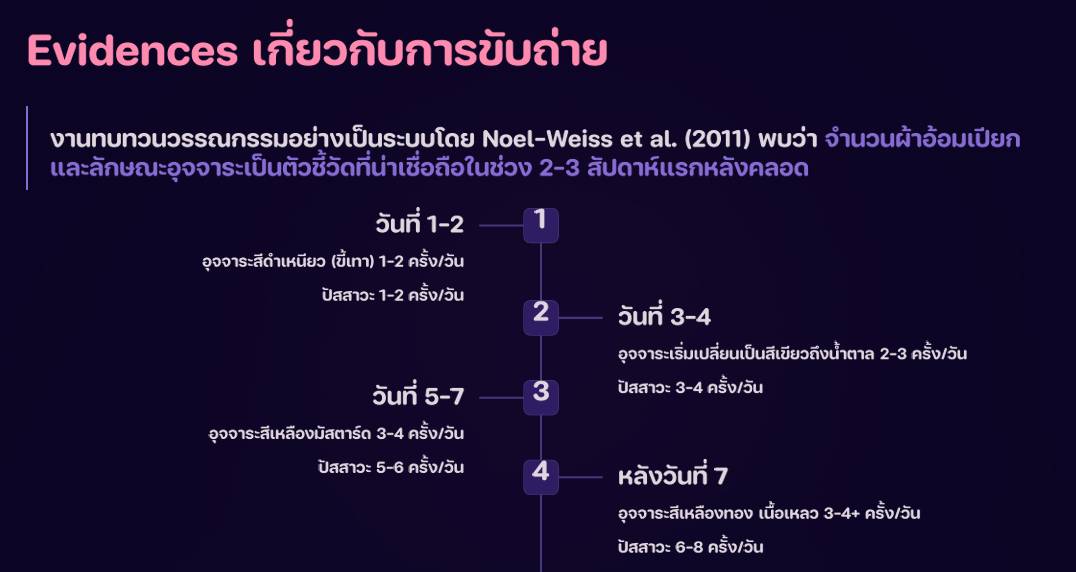 Evidences เกี่ยวกับการขับถ่าย
งานทบทวนวรรณกรรมอย่างเป็นระบบโดย Noel-Weiss et al. (2011) พบว่า จำนวนผ้าอ้อมเปียก
และลักษณะอุจจาระเป็นตัวชี้วัดที่น่าเชื่อถือในช่วง 2-3 สัปดาห์แรกหลังคลอด
1
วันที่ 1-2
อุจจาระสีดำเหนียว (ขี้เทา) 1-2 ครั้ง/วัน
ปัสสาวะ 1-2 ครั้ง/วัน
2
วันที่ 3-4
อุจจาระเริ่มเปลี่ยนเป็นสีเขียวถึงน้ำตาล 2-3 ครั้ง/วัน
ปัสสาวะ 3-4 ครั้ง/วัน
3
วันที่ 5-7
อุจจาระสีเหลืองมัสตาร์ด 3-4 ครั้ง/วัน
ปัสสาวะ 5-6 ครั้ง/วัน
4
หลังวันที่ 7
อุจจาระสีเหลืองทอง เนื้อเหลว 3-4+ ครั้ง/วัน
ปัสสาวะ 6-8 ครั้ง/วัน